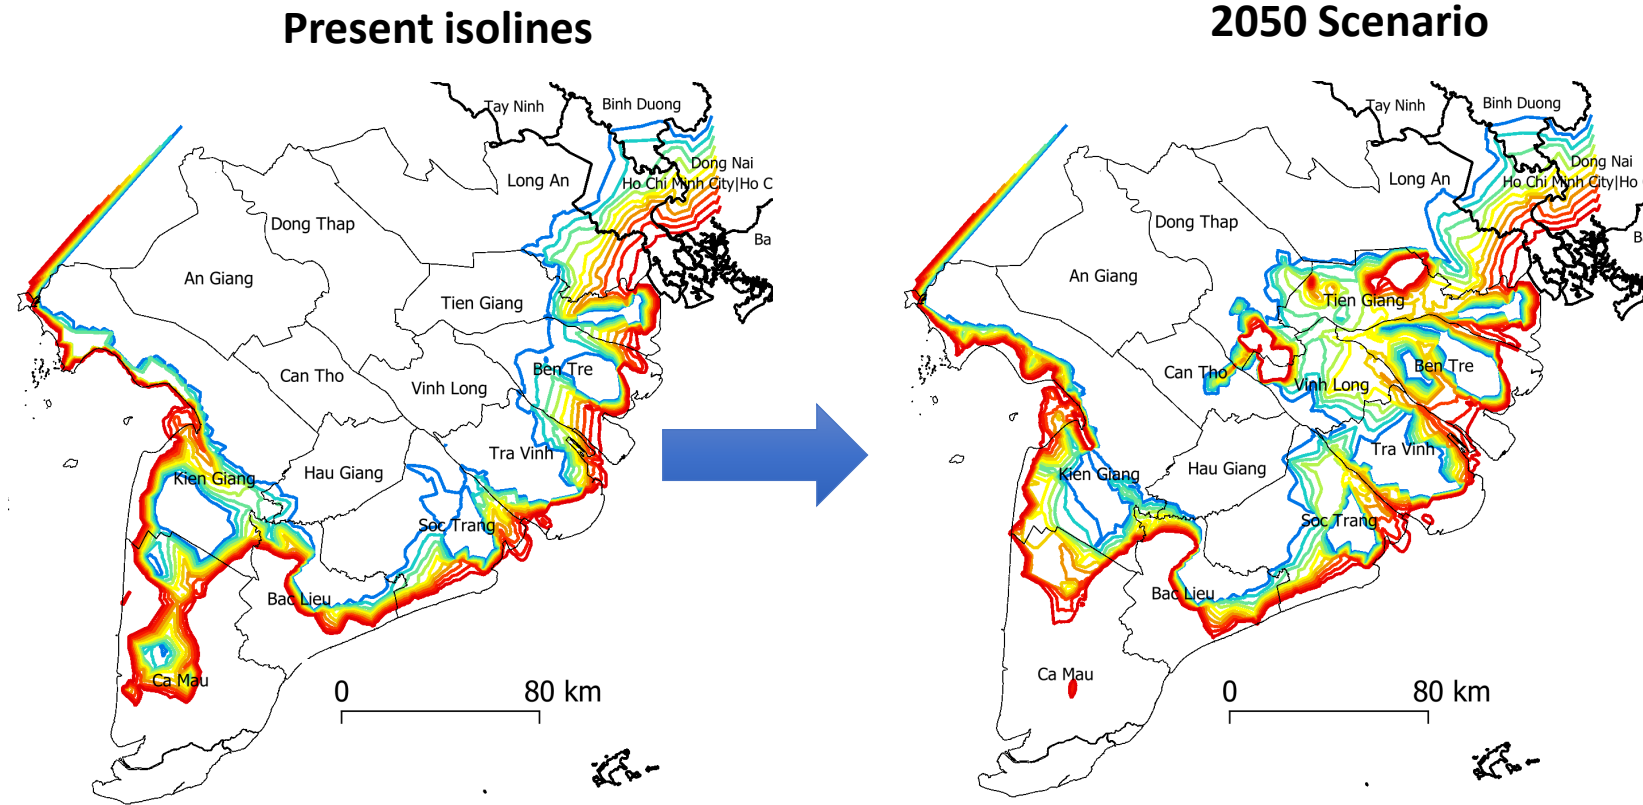 Present isolines
2050 Scenario
Tay Ninh
Binh Duong
Dong Nai
Long An
Ho Chi Minh City|Ho C
Dong Thap
Ba
An Giang
Tien Giang
Can Tho
Ben Tre
Vinh Long
Tra Vinh
Hau Giang
Kien Giang
Soc Trang
Bac Lieu
Ca Mau
0 80 km
Tay Ninh
Binh Duong
Dong Nai
Long An
Ho Chi Minh City|Ho
Dong Thap
B
An Giang
Tien Giang
Can Tho
Ben Tre
Vinh Long
Tra Vinh
Hau Giang
Kien Giang
Soc Trang
Bac Lieu
Ca Mau
0 80 km